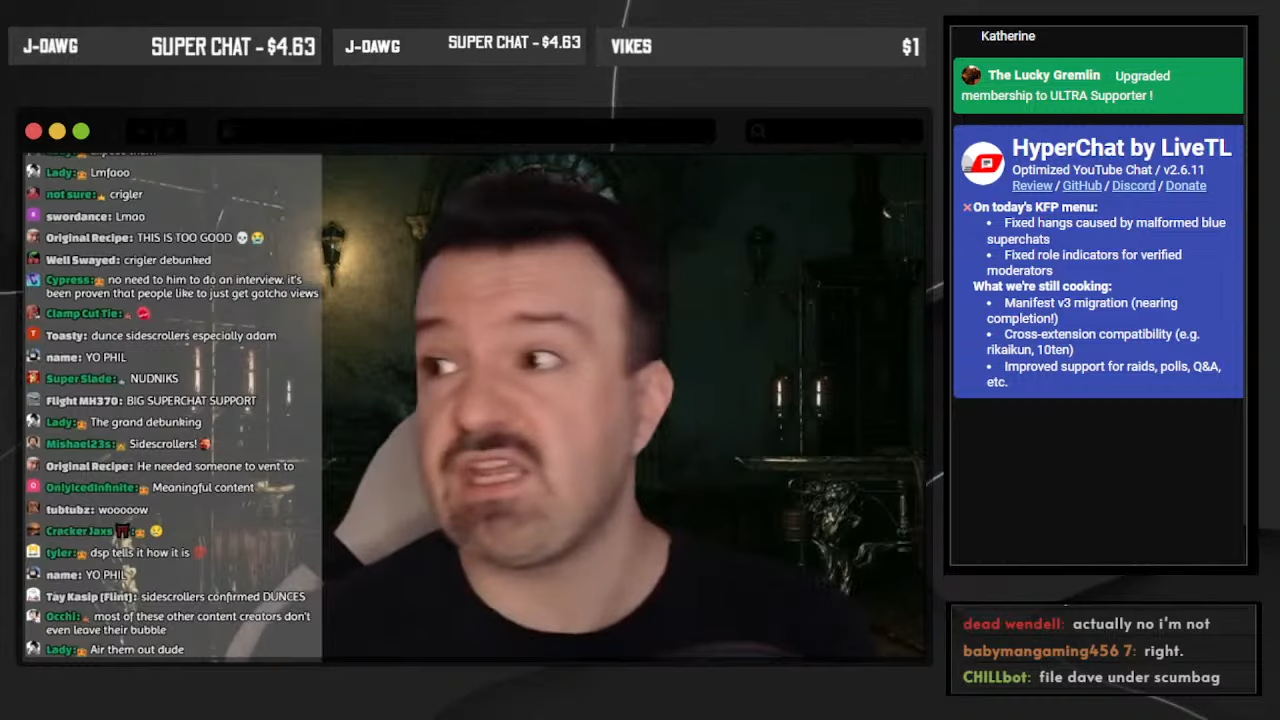 J-DAWG
SUPER CHAT - $4.63
J-DAWG
SUPER CHAT - $4.63
VIKES
$1
Lady:
Lmfaoo
not sure: crigler
swordance: Lmao
Original Recipe: THIS IS TOO GOOD 💀😭
Well Swayed: crigler debunked
Cypress: no need to him to do an interview. it's
been proven that people like to just get gotcha views
Clamp Cut Tie:
Toasty: dunce sidescrollers especially adam
name: YO PHIL
Super Slade: NUDNIKS
Flight MH370: BIG SUPERCHAT SUPPORT
Lady: The grand debunking
Mishael23s: Sidescrollers!
Original Recipe: He needed someone to vent to
OnlyIcedInfinite: Meaningful content
tubtubz: wooooow
CrackerJaxs: 😢
tyler: dsp tells it how it is
name: YO PHIL
Tay Kasip (Flint): sidescrollers confirmed DUNCES
Occhi: most of these other content creators don't
even leave their bubble
Lady: Air them out dude
Katherine
The Lucky Gremlin Upgraded
membership to ULTRA Supporter !
HyperChat by LiveTL
Optimized YouTube Chat / v2.6.11
Review / GitHub / Discord / Donate
❌On today's KFP menu:
• Fixed hangs caused by malformed blue
superchats
• Fixed role indicators for verified
moderators
What we're still cooking:
• Manifest v3 migration (nearing
completion!)
• Cross-extension compatibility (e.g.
rikaikun, 10ten)
• Improved support for raids, polls, Q&A,
etc.
dead wendell: actually no i'm not
babymangaming456 7: right.
CHILLbot: file dave under scumbag